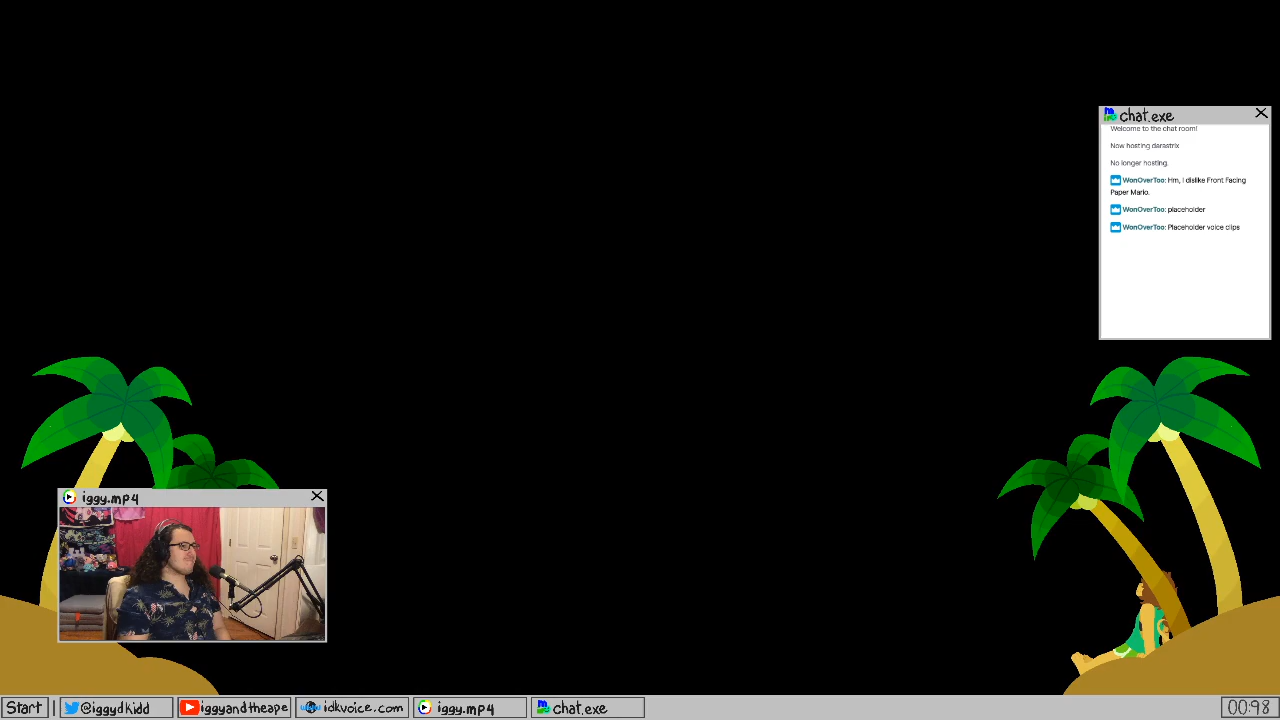 chat.exe
Welcome to the chat room!
Now hosting darastrix
No longer hosting.
WonOverToo: Hm, I dislike Front Facing
Paper Mario.
WonOverToo: placeholder
WonOverToo: Placeholder voice clips
iggy.mp4
Start | @iggydkidd iggyandtheape idkvoice.com iggy.mp4 chat.exe 00:98